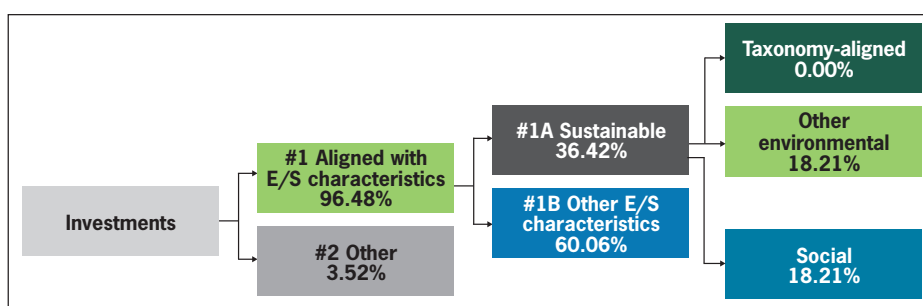 Investments
#1 Aligned with
E/S characteristics
96.48%
#2 Other
3.52%
#1A Sustainable
36.42%
#1B Other E/S
characteristics
60.06%
Taxonomy-aligned
0.00%
Other
environmental
18.21%
Social
18.21%